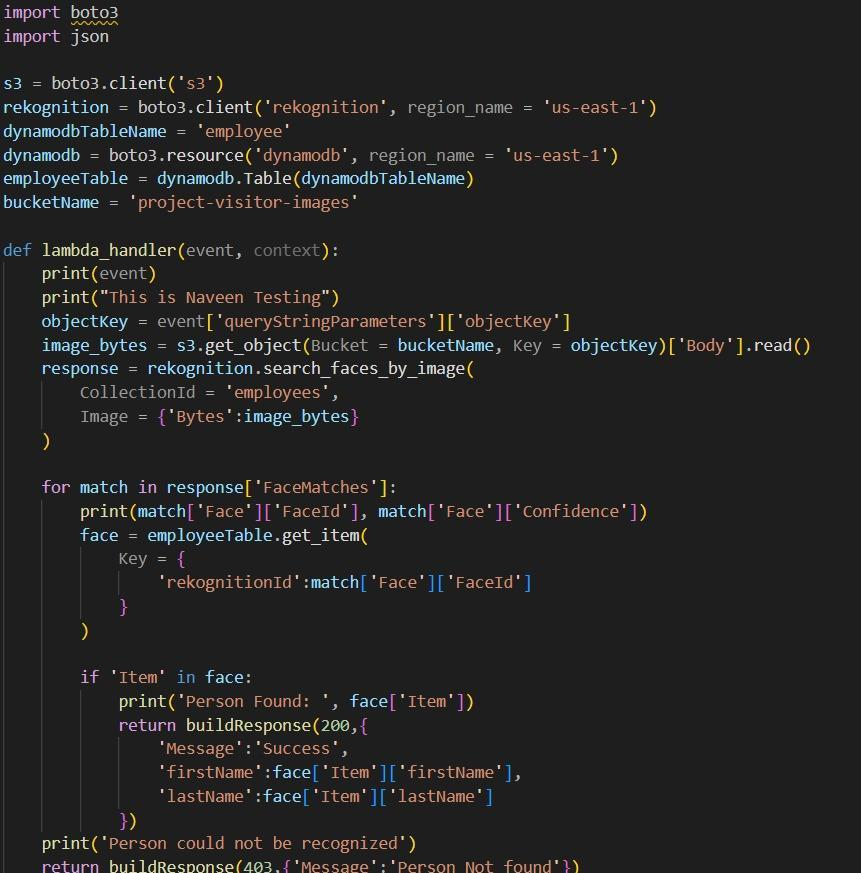 import boto3
import json
s3 = boto3.client('s3')
rekognition = boto3.client('rekognition', region_name = 'us-east-1')
dynamodbTableName = 'employee'
dynamodb = boto3.resource('dynamodb', region_name = 'us-east-1')
employeeTable = dynamodb.Table(dynamodbTableName)
bucketName = 'project-visitor-images'
def lambda_handler(event, context):
    print(event)
    print("This is Naveen Testing")
    objectKey = event['queryStringParameters']['objectKey']
    image_bytes = s3.get_object(Bucket = bucketName, Key = objectKey)['Body'].read()
    response = rekognition.search_faces_by_image(
        CollectionId = 'employees',
        Image = {'Bytes':image_bytes}
    )
    for match in response['FaceMatches']:
        print(match['Face']['FaceId'], match['Face']['Confidence'])
        face = employeeTable.get_item(
            Key = {
                'rekognitionId':match['Face']['FaceId']
            }
        )
        if 'Item' in face:
            print('Person Found: ', face['Item'])
            return buildResponse(200,{
                'Message':'Success',
                'firstName':face['Item']['firstName'],
                'lastName':face['Item']['lastName']
            })
    print('Person could not be recognized')
    return buildResponse(403,{'Message':'Person Not found'})